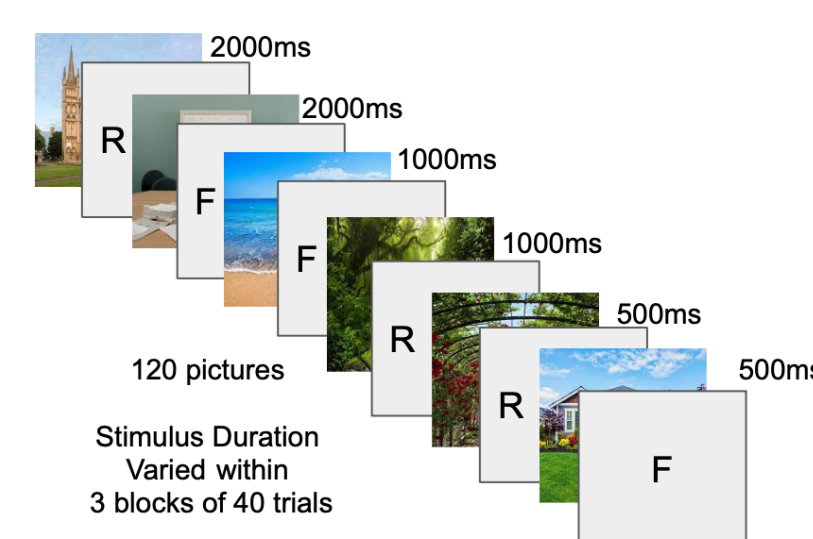 2000ms
R
2000ms
F
1000ms
F
1000ms
R
500ms
R
500ms
F
120 pictures
Stimulus Duration
Varied within
3 blocks of 40 trials